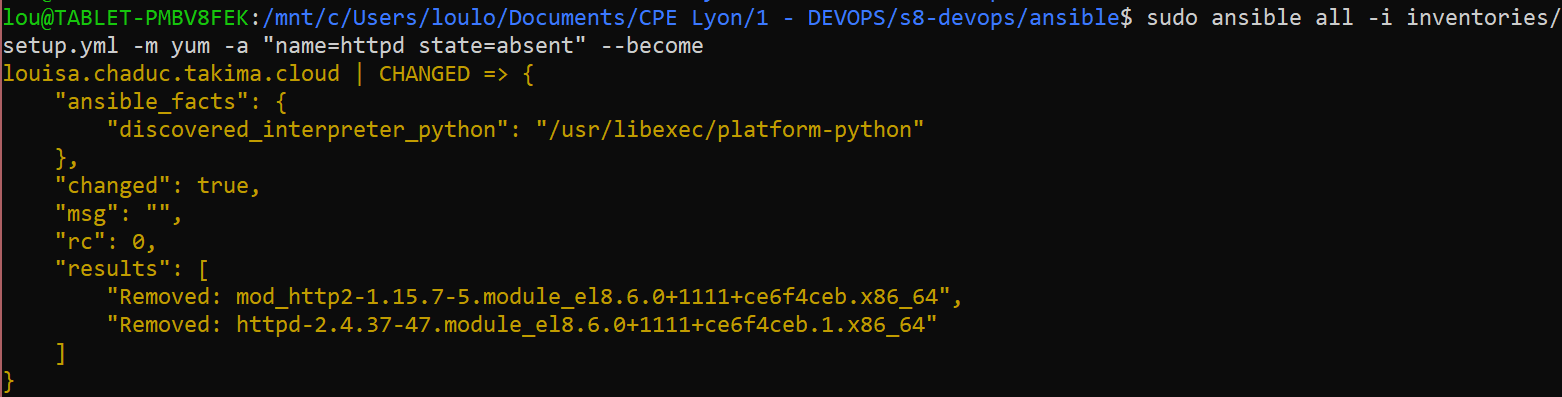 lou@TABLET-PMBV8FEK:/mnt/c/Users/loulo/Documents/CPE Lyon/1 - DEVOPS/s8-devops/ansible$ sudo ansible all -i inventories/
setup.yml -m yum -a "name=httpd state=absent" --become
louisa.chaduc.takima.cloud | CHANGED => {
    "ansible_facts": {
        "discovered_interpreter_python": "/usr/libexec/platform-python"
    },
    "changed": true,
    "msg": "",
    "rc": 0,
    "results": [
        "Removed: mod_http2-1.15.7-5.module_el8.6.0+1111+ce6f4ceb.x86_64",
        "Removed: httpd-2.4.37-47.module_el8.6.0+1111+ce6f4ceb.1.x86_64"
    ]
}